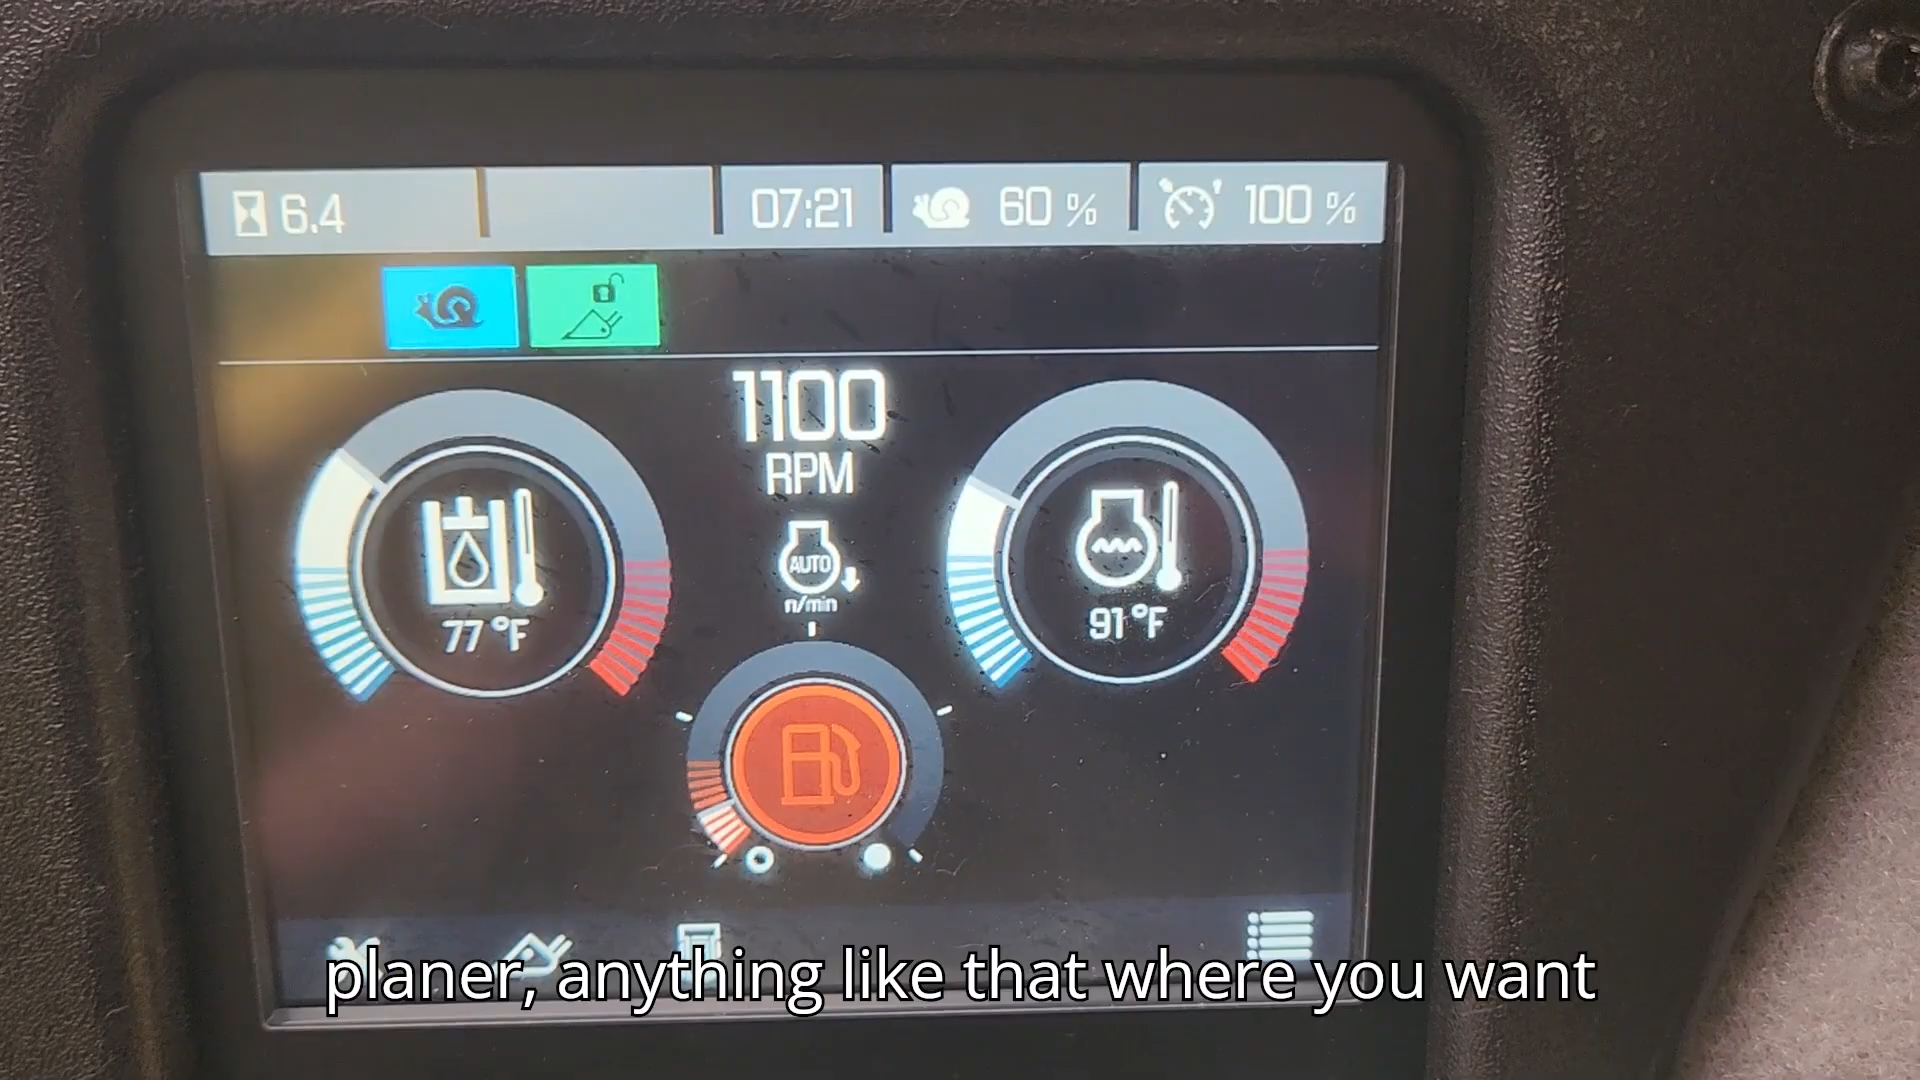 6.4
07:21
60 %
100 %
1100
RPM
AUTO
n/min
77 °F
91 °F
planer, anything like that where you want